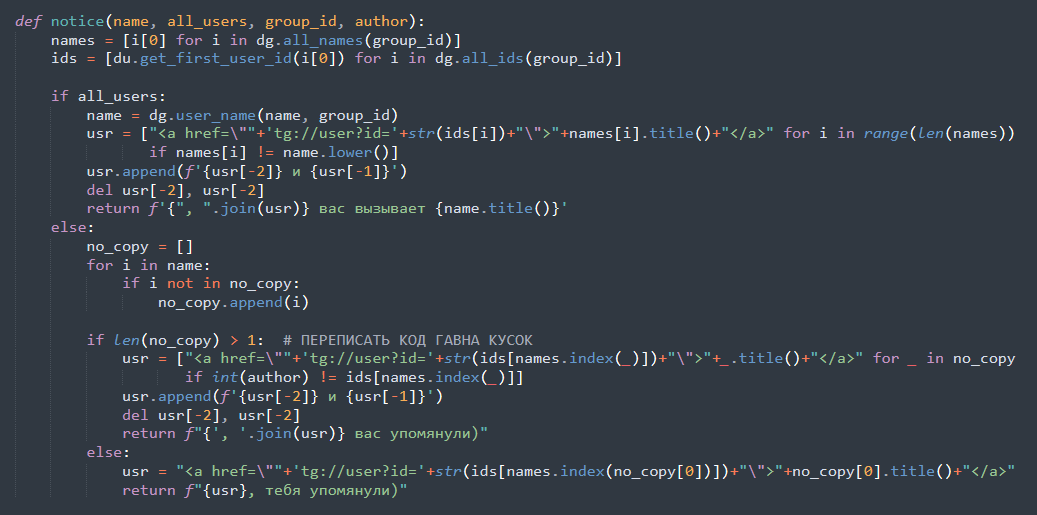 def notice(name, all_users, group_id, author):
    names = [i[0] for i in dg.all_names(group_id)]
    ids = [du.get_first_user_id(i[0]) for i in dg.all_ids(group_id)]

    if all_users:
        name = dg.user_name(name, group_id)
        usr = ["<a href=\""+'tg://user?id='+str(ids[i])+"\">"+names[i].title()+"</a>" for i in range(len(names))
               if names[i] != name.lower()]
        usr.append(f'{usr[-2]} и {usr[-1]}')
        del usr[-2], usr[-2]
        return f'{", ".join(usr)} вас вызывает {name.title()}'
    else:
        no_copy = []
        for i in name:
            if i not in no_copy:
                no_copy.append(i)

        if len(no_copy) > 1:  # ПЕРЕПИСАТЬ КОД ГАВНА КУСОК
            usr = ["<a href=\""+'tg://user?id='+str(ids[names.index(_)])+"\">"+_.title()+"</a>" for _ in no_copy
                   if int(author) != ids[names.index(_)]]
            usr.append(f'{usr[-2]} и {usr[-1]}')
            del usr[-2], usr[-2]
            return f"{', '.join(usr)} вас упомянули)"
        else:
            usr = "<a href=\""+'tg://user?id='+str(ids[names.index(no_copy[0])])+"\">"+no_copy[0].title()+"</a>"
            return f"{usr}, тебя упомянули)"